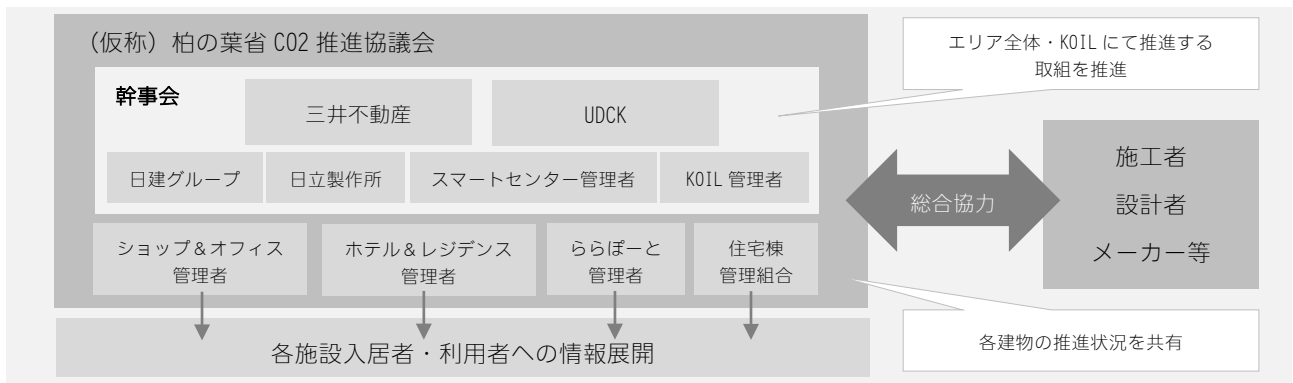 (仮称) 柏の葉省 CO2 推進協議会
エリア全体・KOIL にて推進する
取組を推進
幹事会
三井不動産
UDCK
日建グループ
日立製作所
スマートセンター管理者
KOIL 管理者
総合協力
施工者
設計者
メーカー等
ショップ＆オフィス
管理者
ホテル＆レジデンス
管理者
ららぽーと
管理者
住宅棟
管理組合
各建物の推進状況を共有
各施設入居者・利用者への情報展開